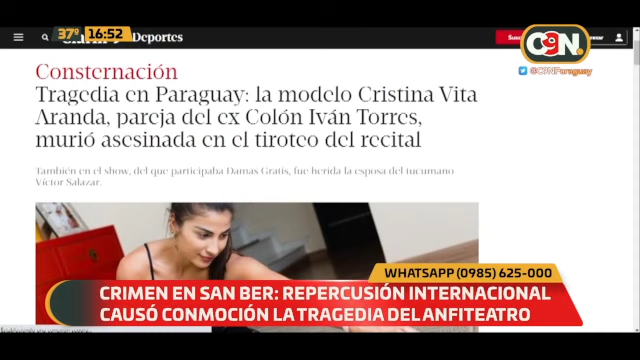 37º 16:52
Deportes
C9N
@C9NParaguay
Consternación
Tragedia en Paraguay: la modelo Cristina Vita
Aranda, pareja del ex Colón Iván Torres,
murió asesinada en el tiroteo del recital
También en el show, del que participaba Damas Gratis, fue herida la esposa del tucumano
Víctor Salazar.
WHATSAPP (0985) 625-000
CRIMEN EN SAN BER: REPERCUSIÓN INTERNACIONAL
CAUSÓ CONMOCIÓN LA TRAGEDIA DEL ANFITEATRO